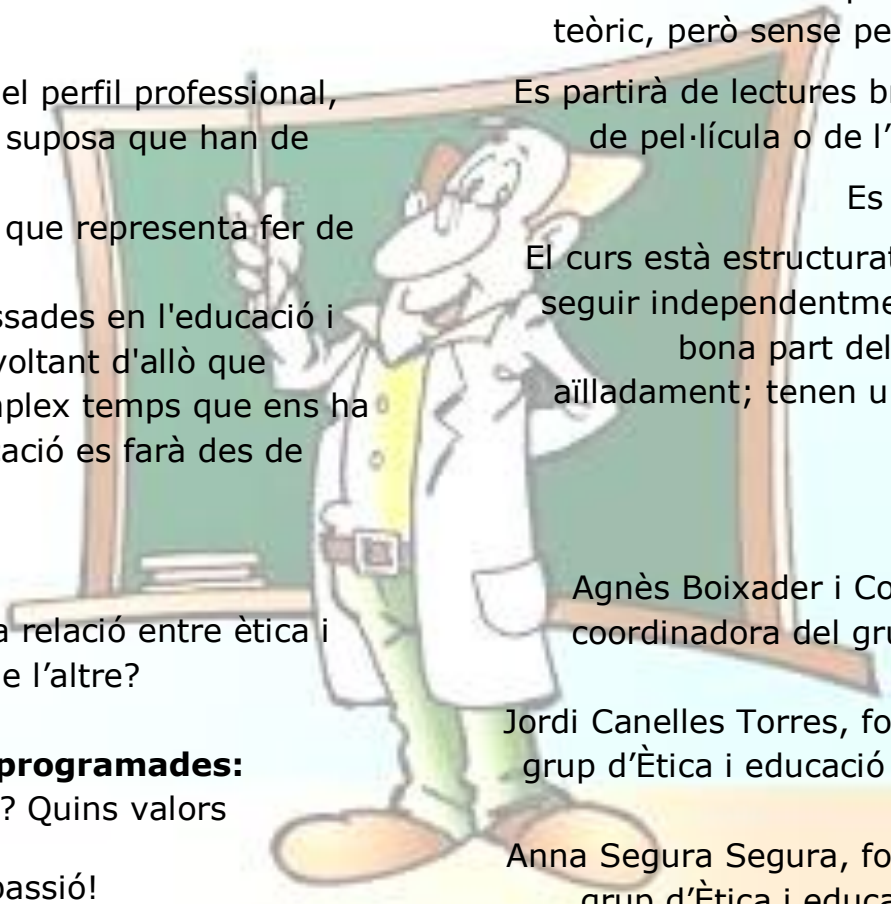 el perfil professional,
suposa que han de
que representa fer de
ssades en l'educació i
voltant d'allò que
plex temps que ens ha
ació es farà des de
a relació entre ètica i
e l’altre?
programades:
? Quins valors
passió!
teòric, però sense pe
Es partirà de lectures br
de pel·lícula o de l’
Es
El curs està estructurat
seguir independentme
bona part del
aïlladament; tenen u
Agnès Boixader i Co
coordinadora del gru
Jordi Canelles Torres, fo
grup d’Ètica i educació
Anna Segura Segura, fo
grup d’Ètica i educa